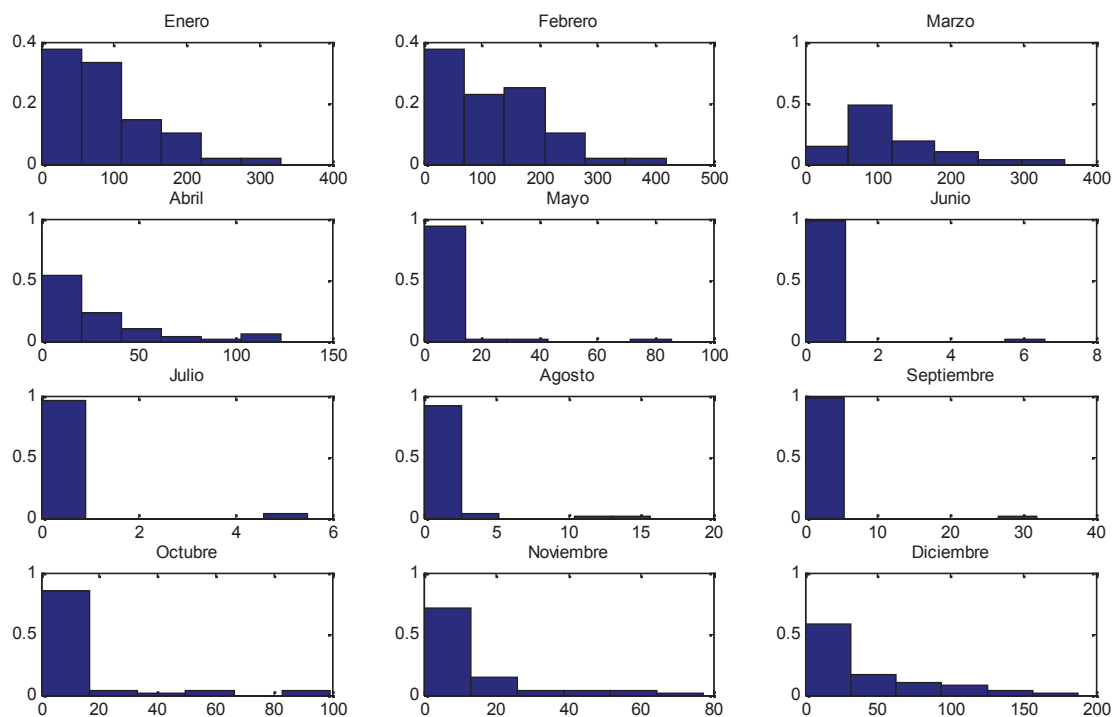 Enero Febrero Marzo
0.4 0.4 1
0.2 0.2 0.5
0 0 0
0 100 200 300 400 0 100 200 300 400 500 0 100 200 300 400
Abril Mayo Junio
1 1 1
0.5 0.5 0.5
0 0 0
0 50 100 150 0 20 40 60 80 100 0 2 4 6 8
Julio Agosto Septiembre
1 1 1
0.5 0.5 0.5
0 0 0
0 2 4 6 0 5 10 15 20 0 10 20 30 40
Octubre Noviembre Diciembre
1 1 1
0.5 0.5 0.5
0 0 0
0 20 40 60 80 100 0 20 40 60 80 0 50 100 150 200